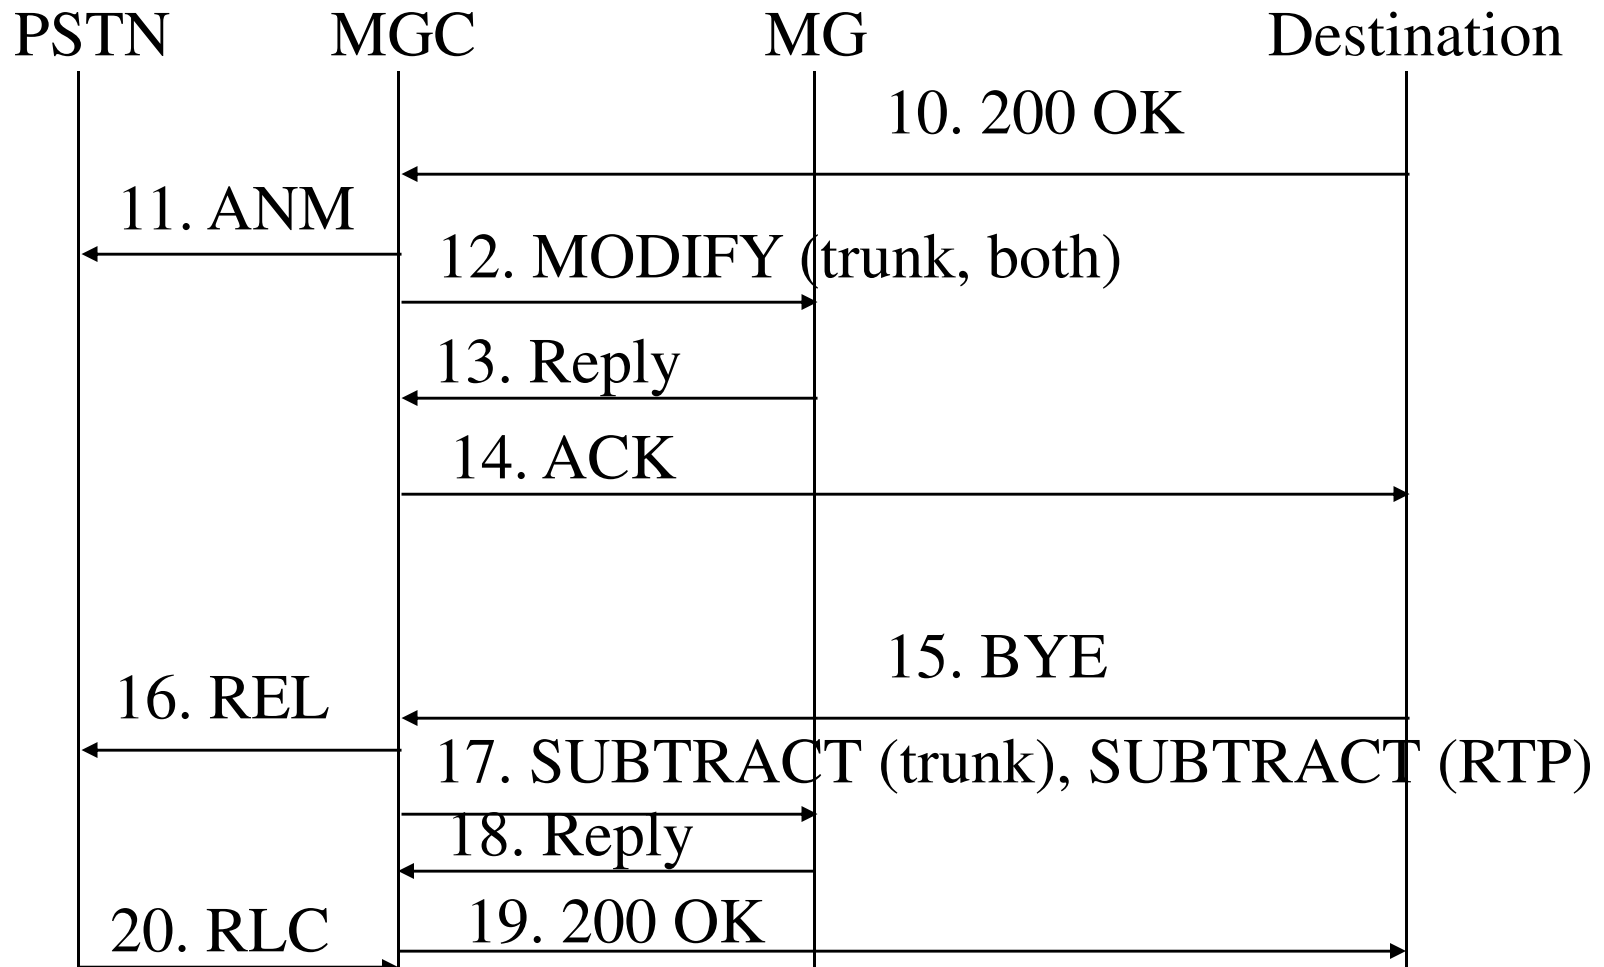 PSTN MGC MG Destination
10. 200 OK
11. ANM
12. MODIFY (trunk, both)
13. Reply
14. ACK
15. BYE
16. REL
17. SUBTRACT (trunk), SUBTRACT (RTP)
18. Reply
19. 200 OK
20. RLC